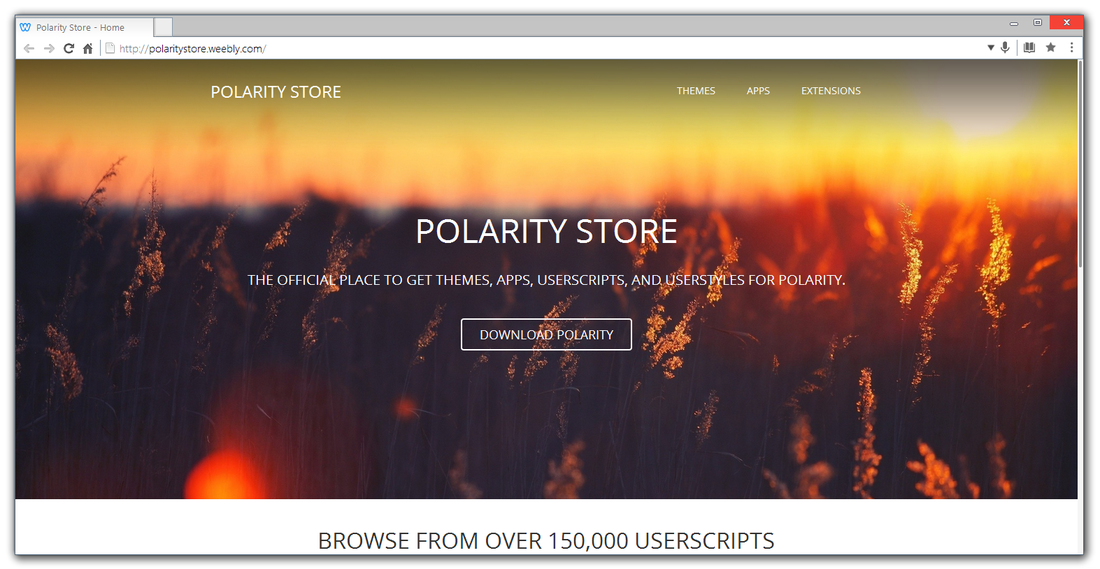 Polarity Store - Home
http://polaritystore.weebly.com/
POLARITY STORE
THEMES APPS EXTENSIONS
POLARITY STORE
THE OFFICIAL PLACE TO GET THEMES, APPS, USERSCRIPTS, AND USERSTYLES FOR POLARITY.
DOWNLOAD POLARITY
BROWSE FROM OVER 150,000 USERSCRIPTS